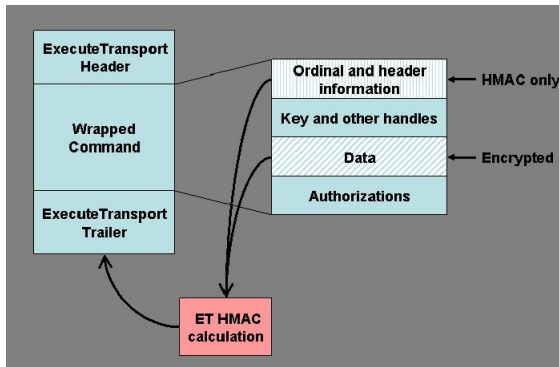 ExecuteTransport
Header
Wrapped
Command
ExecuteTransport
Trailer
Ordinal and header
information
Key and other handles
Data
Authorizations
HMAC only
Encrypted
ET HMAC
calculation